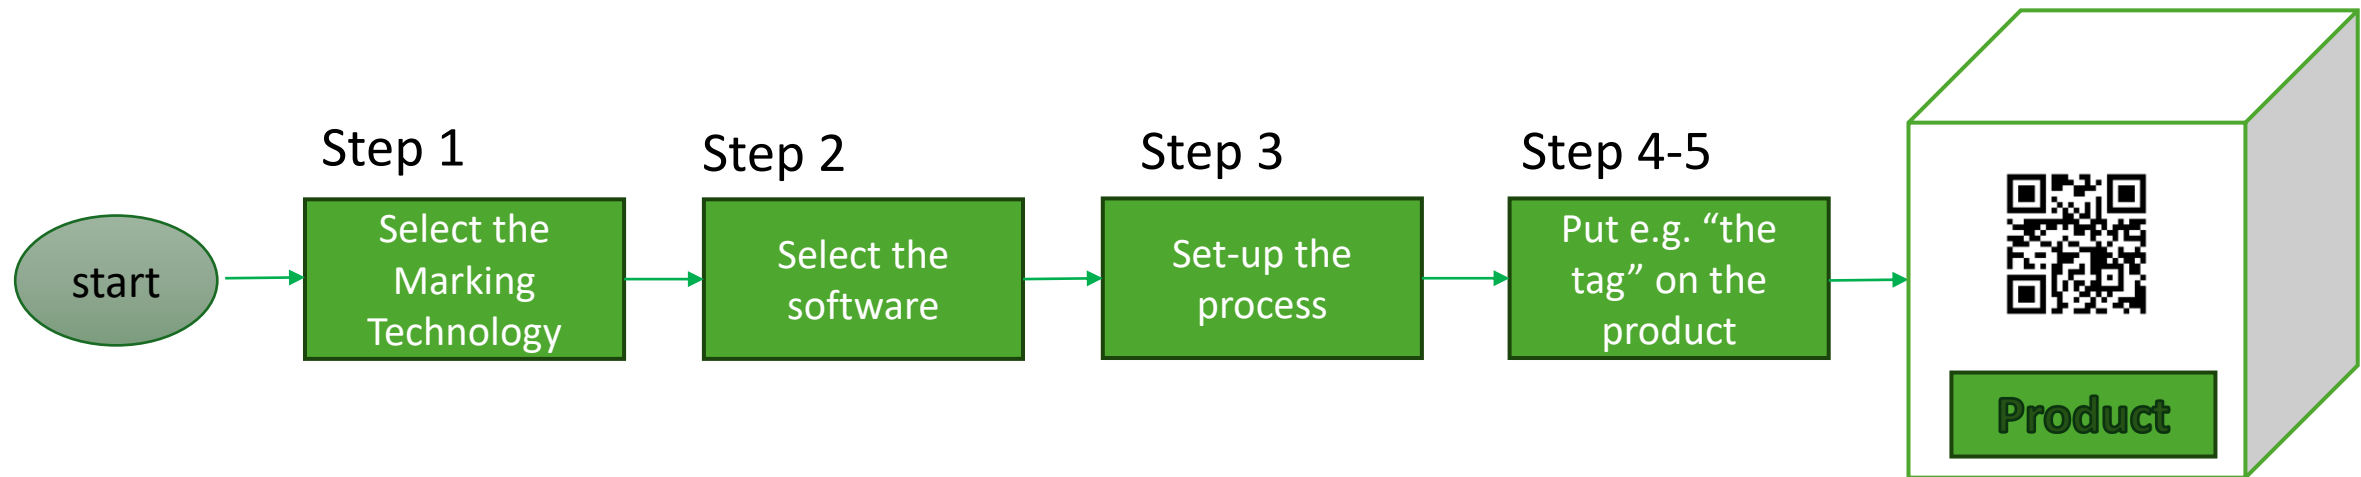 start
Step 1
Select the
Marking
Technology
Step 2
Select the
software
Step 3
Set-up the
process
Step 4-5
Put e.g. “the
tag” on the
product
Product